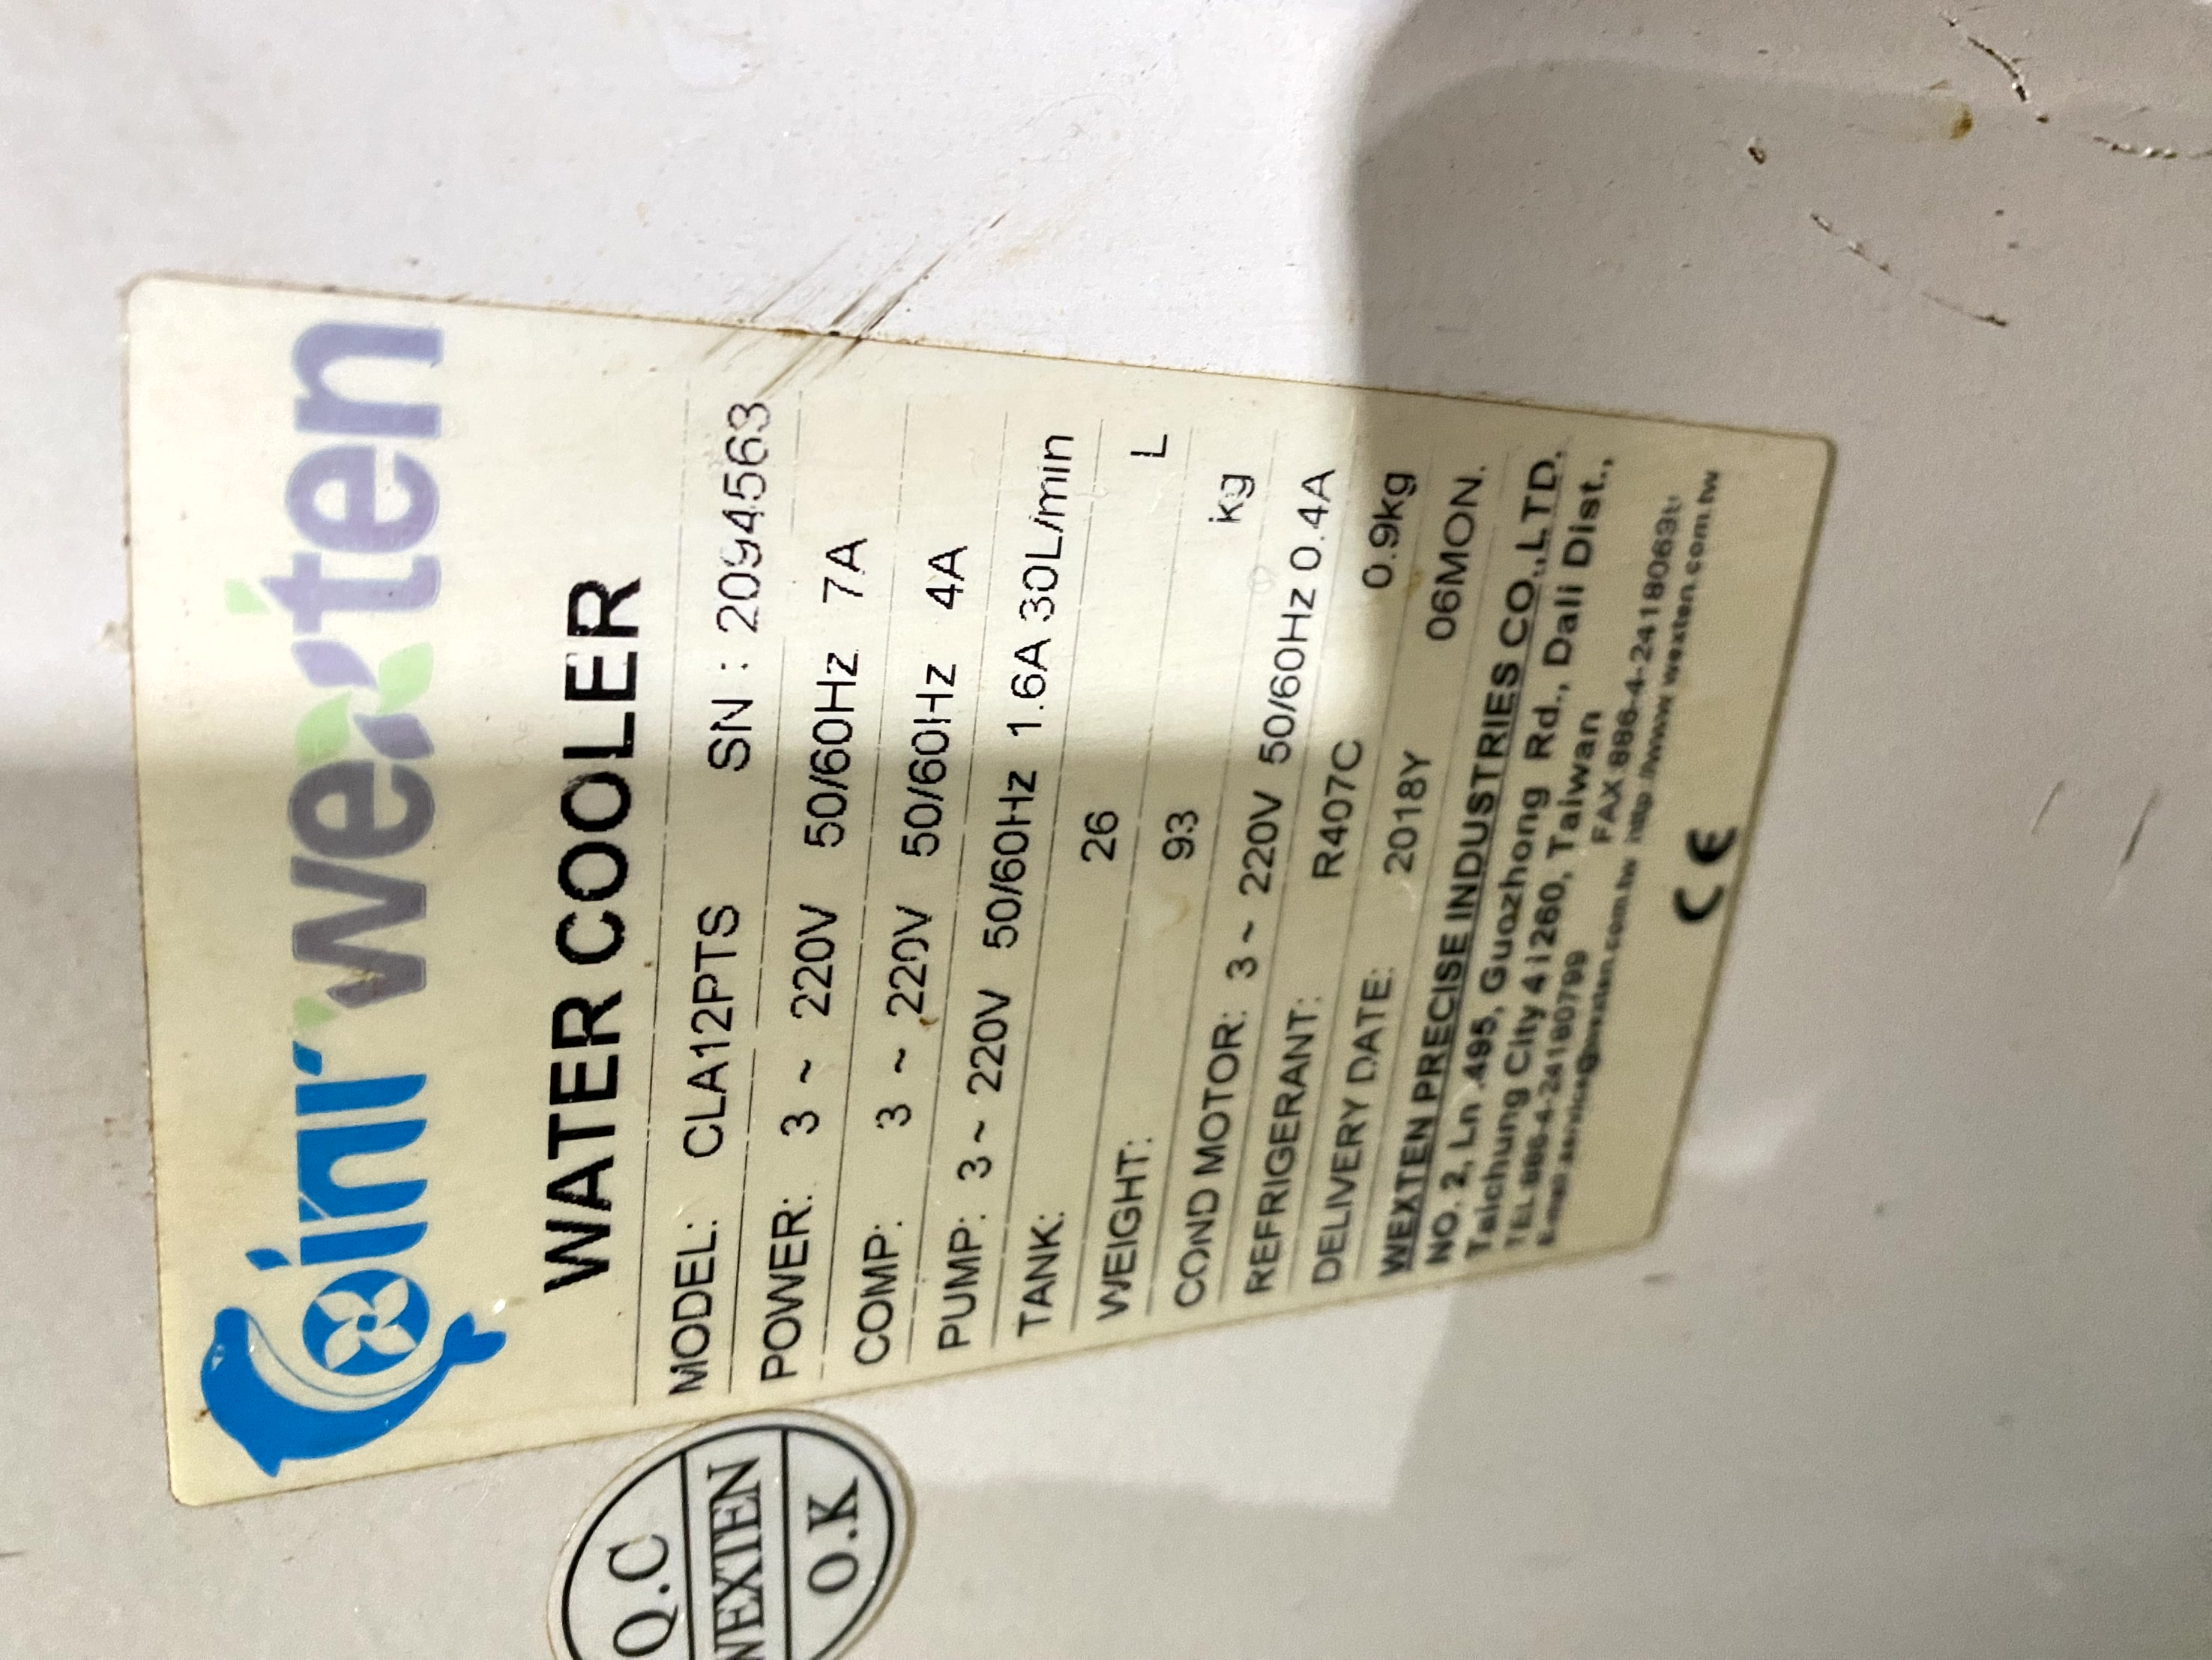 oinr wexten
WATER COOLER
MODEL: CLA12PTS SN : 2094563
POWER: 3 ~ 220V 50/60Hz 7A
COMP: 3 ~ 220V 50/60Hz 4A
PUMP: 3 ~ 220V 50/60Hz 1.6A 30L/min
TANK: 26 L
WEIGHT: 93 kg
COND MOTOR: 3 ~ 220V 50/60Hz 0.4A
REFRIGERANT: R407C 0.9kg
DELIVERY DATE: 2018Y 06MON.
WEXTEN PRECISE INDUSTRIES CO.,LTD.
NO. 2, Ln .495, Guozhong Rd., Dali Dist.,
Taichung City 41260, Taiwan
TEL:886-4-24180799 FAX:886-4-
E-mail:service@wexten.com.tw http://www.wexten.com.tw
CE
Q.C
WEXTEN
O.K